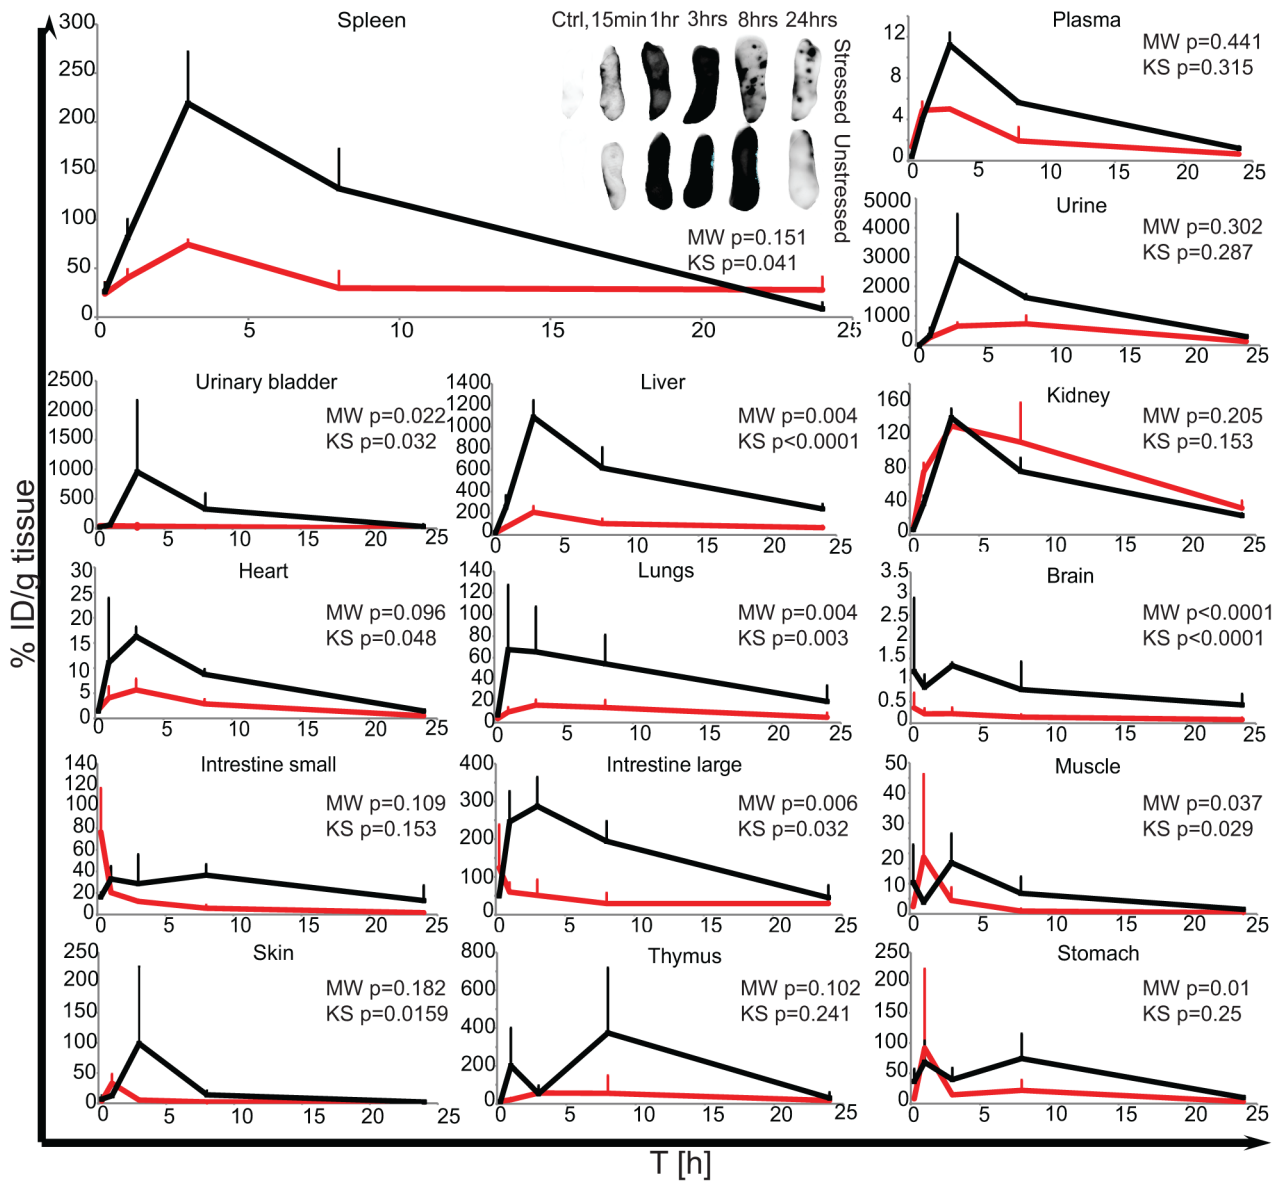 Spleen
Ctrl, 15min 1hr 3hrs 8hrs 24hrs
Stressed Unstressed
MW p=0.151
KS p=0.041
300
250
200
150
100
50
0
0 5 10 15 20 25
Plasma
MW p=0.441
KS p=0.315
12
8
4
0
0 5 10 15 20 25
Urine
MW p=0.302
KS p=0.287
5000
4000
3000
2000
1000
0
0 5 10 15 20 25
Urinary bladder
MW p=0.022
KS p=0.032
2500
2000
1500
1000
500
0
0 5 10 15 20 25
Liver
MW p=0.004
KS p<0.0001
1400
1200
1000
800
600
400
200
0
0 5 10 15 20 25
Kidney
MW p=0.205
KS p=0.153
160
120
80
40
0
0 5 10 15 20 25
Heart
MW p=0.096
KS p=0.048
30
25
20
15
10
5
0
0 5 10 15 20 25
Lungs
MW p=0.004
KS p=0.003
140
120
100
80
60
40
20
0
0 5 10 15 20 25
Brain
MW p<0.0001
KS p<0.0001
3.5
3
2.5
2
1.5
1
0.5
0
0 5 10 15 20 25
Intrestine small
MW p=0.109
KS p=0.153
140
120
100
80
60
40
20
0
0 5 10 15 20 25
Intrestine large
MW p=0.006
KS p=0.032
400
300
200
100
0
0 5 10 15 20 25
Muscle
MW p=0.037
KS p=0.029
50
40
30
20
10
0
0 5 10 15 20 25
Skin
MW p=0.182
KS p=0.0159
250
200
150
100
50
0
0 5 10 15 20 25
Thymus
MW p=0.102
KS p=0.241
800
600
400
200
0
0 5 10 15 20 25
Stomach
MW p=0.01
KS p=0.25
250
200
150
100
50
0
0 5 10 15 20 25
% ID/g tissue
T [h]